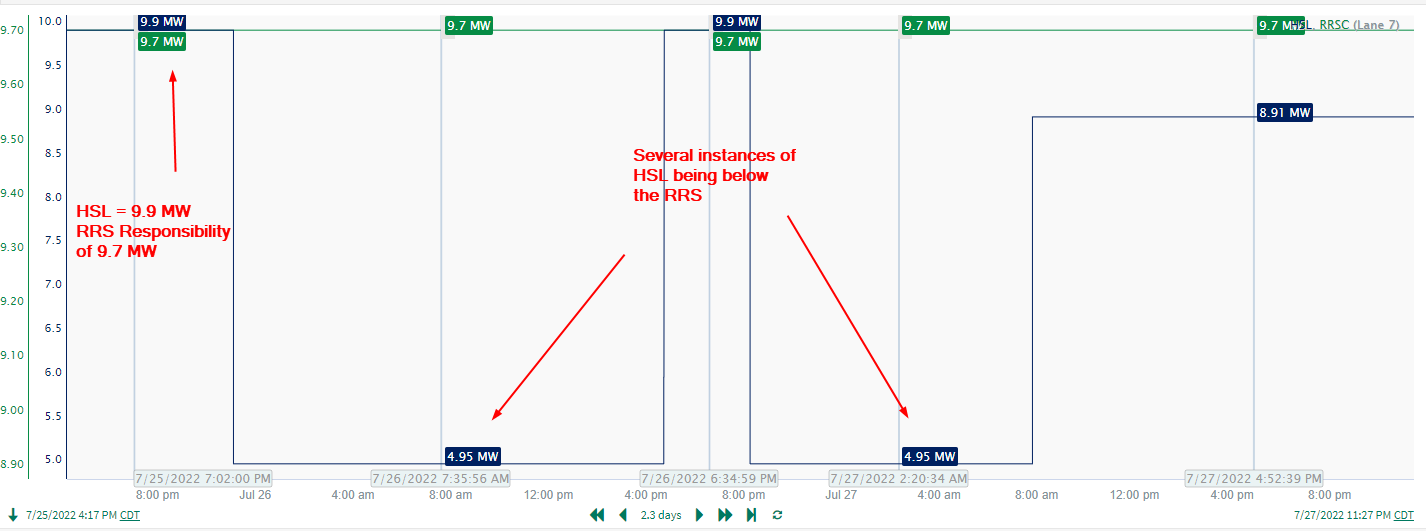 10.0
9.9 MW
9.7 MW
9.7 MW
9.9 MW
9.7 MW
9.7 MW
9.7 MW
HSL, RRSC (Lane 7)
9.70
9.5
9.60
9.0
8.91 MW
9.50
8.5
Several instances of
HSL being below
the RRS
9.40
8.0
HSL = 9.9 MW
RRS Responsibility
of 9.7 MW
9.30
7.5
7.0
9.20
6.5
9.10
6.0
9.00
5.5
8.90
5.0
4.95 MW
4.95 MW
7/25/2022 7:02:00 PM
7/26/2022 7:35:56 AM
7/26/2022 6:34:59 PM
7/27/2022 2:20:34 AM
7/27/2022 4:52:39 PM
8:00 pm
Jul 26
4:00 am
8:00 am
12:00 pm
4:00 pm
8:00 pm
Jul 27
4:00 am
8:00 am
12:00 pm
4:00 pm
8:00 pm
7/25/2022 4:17 PM CDT
2.3 days
7/27/2022 11:27 PM CDT